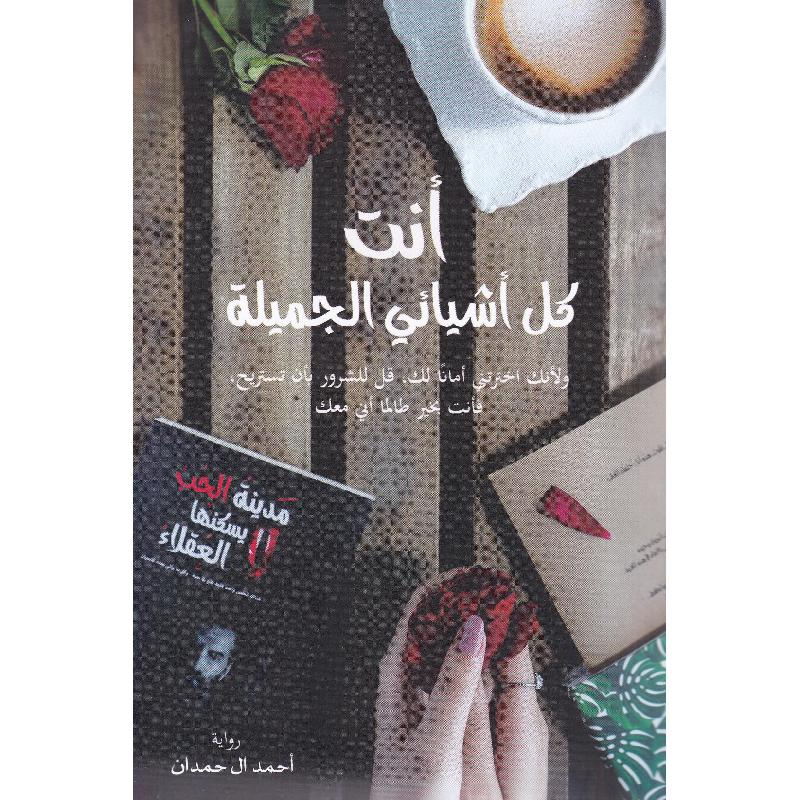 أنت
كل أشيائي الجميلة
ولأنك اخترتني أمانًا لك، قل للشرور بأن تستريح،
فأنت بخير طالما أني معك
مدينة الحب
لا يسكنها
العقلاء
رواية
أحمد ال حمدان